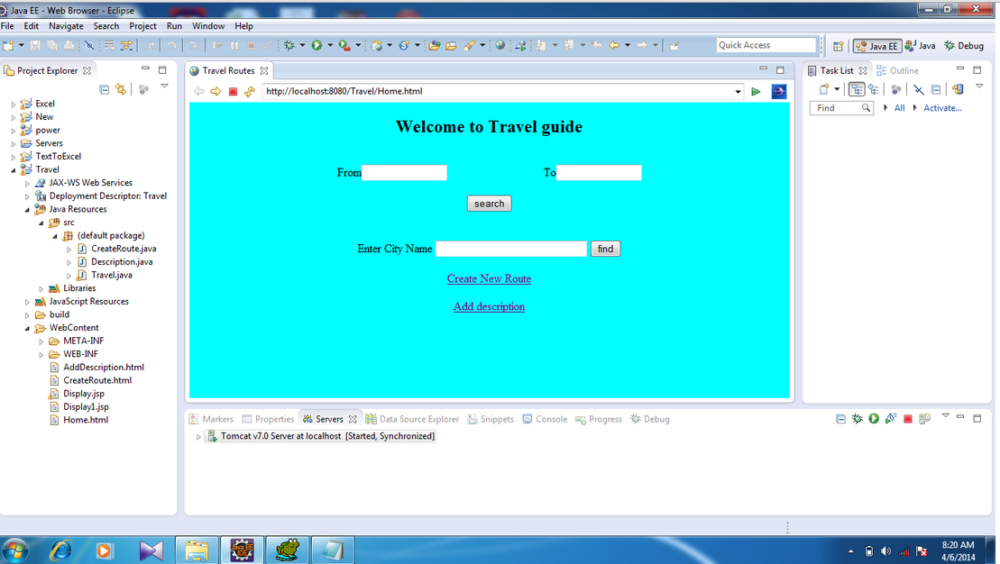 Java EE - Web Browser - Eclipse
File Edit Navigate Search Project Run Window Help
Quick Access Java EE Java Debug
Project Explorer
Excel
New
power
Servers
TextToExcel
Travel
JAX-WS Web Services
Deployment Descriptor: Travel
Java Resources
src
(default package)
CreateRoute.java
Description.java
Travel.java
Libraries
JavaScript Resources
build
WebContent
META-INF
WEB-INF
AddDescription.html
CreateRoute.html
Display.jsp
Display1.jsp
Home.html
Travel Routes
http://localhost:8080/Travel/Home.html
Welcome to Travel guide
From To
search
Enter City Name find
Create New Route
Add description
Task List Outline
Find All Activate...
Markers Properties Servers Data Source Explorer Snippets Console Progress Debug
Tomcat v7.0 Server at localhost [Started, Synchronized]
Java EE
IDE
8:20 AM
4/6/2014